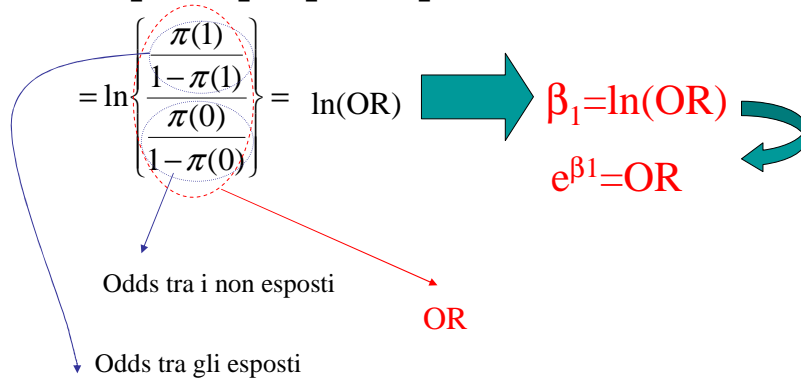 = ln { π(1) / 1−π(1) / π(0) / 1−π(0) } = ln(OR)
β₁=ln(OR)
e^β1=OR
Odds tra i non esposti
OR
Odds tra gli esposti